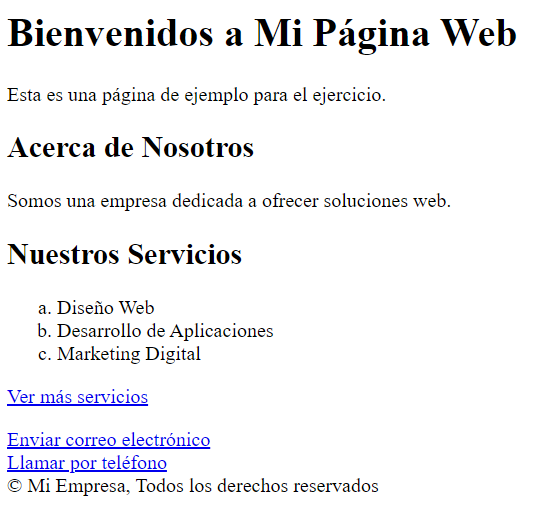 Bienvenidos a Mi Página Web
Esta es una página de ejemplo para el ejercicio.
Acerca de Nosotros
Somos una empresa dedicada a ofrecer soluciones web.
Nuestros Servicios
a. Diseño Web
b. Desarrollo de Aplicaciones
c. Marketing Digital
Ver más servicios
Enviar correo electrónico
Llamar por teléfono
© Mi Empresa, Todos los derechos reservados